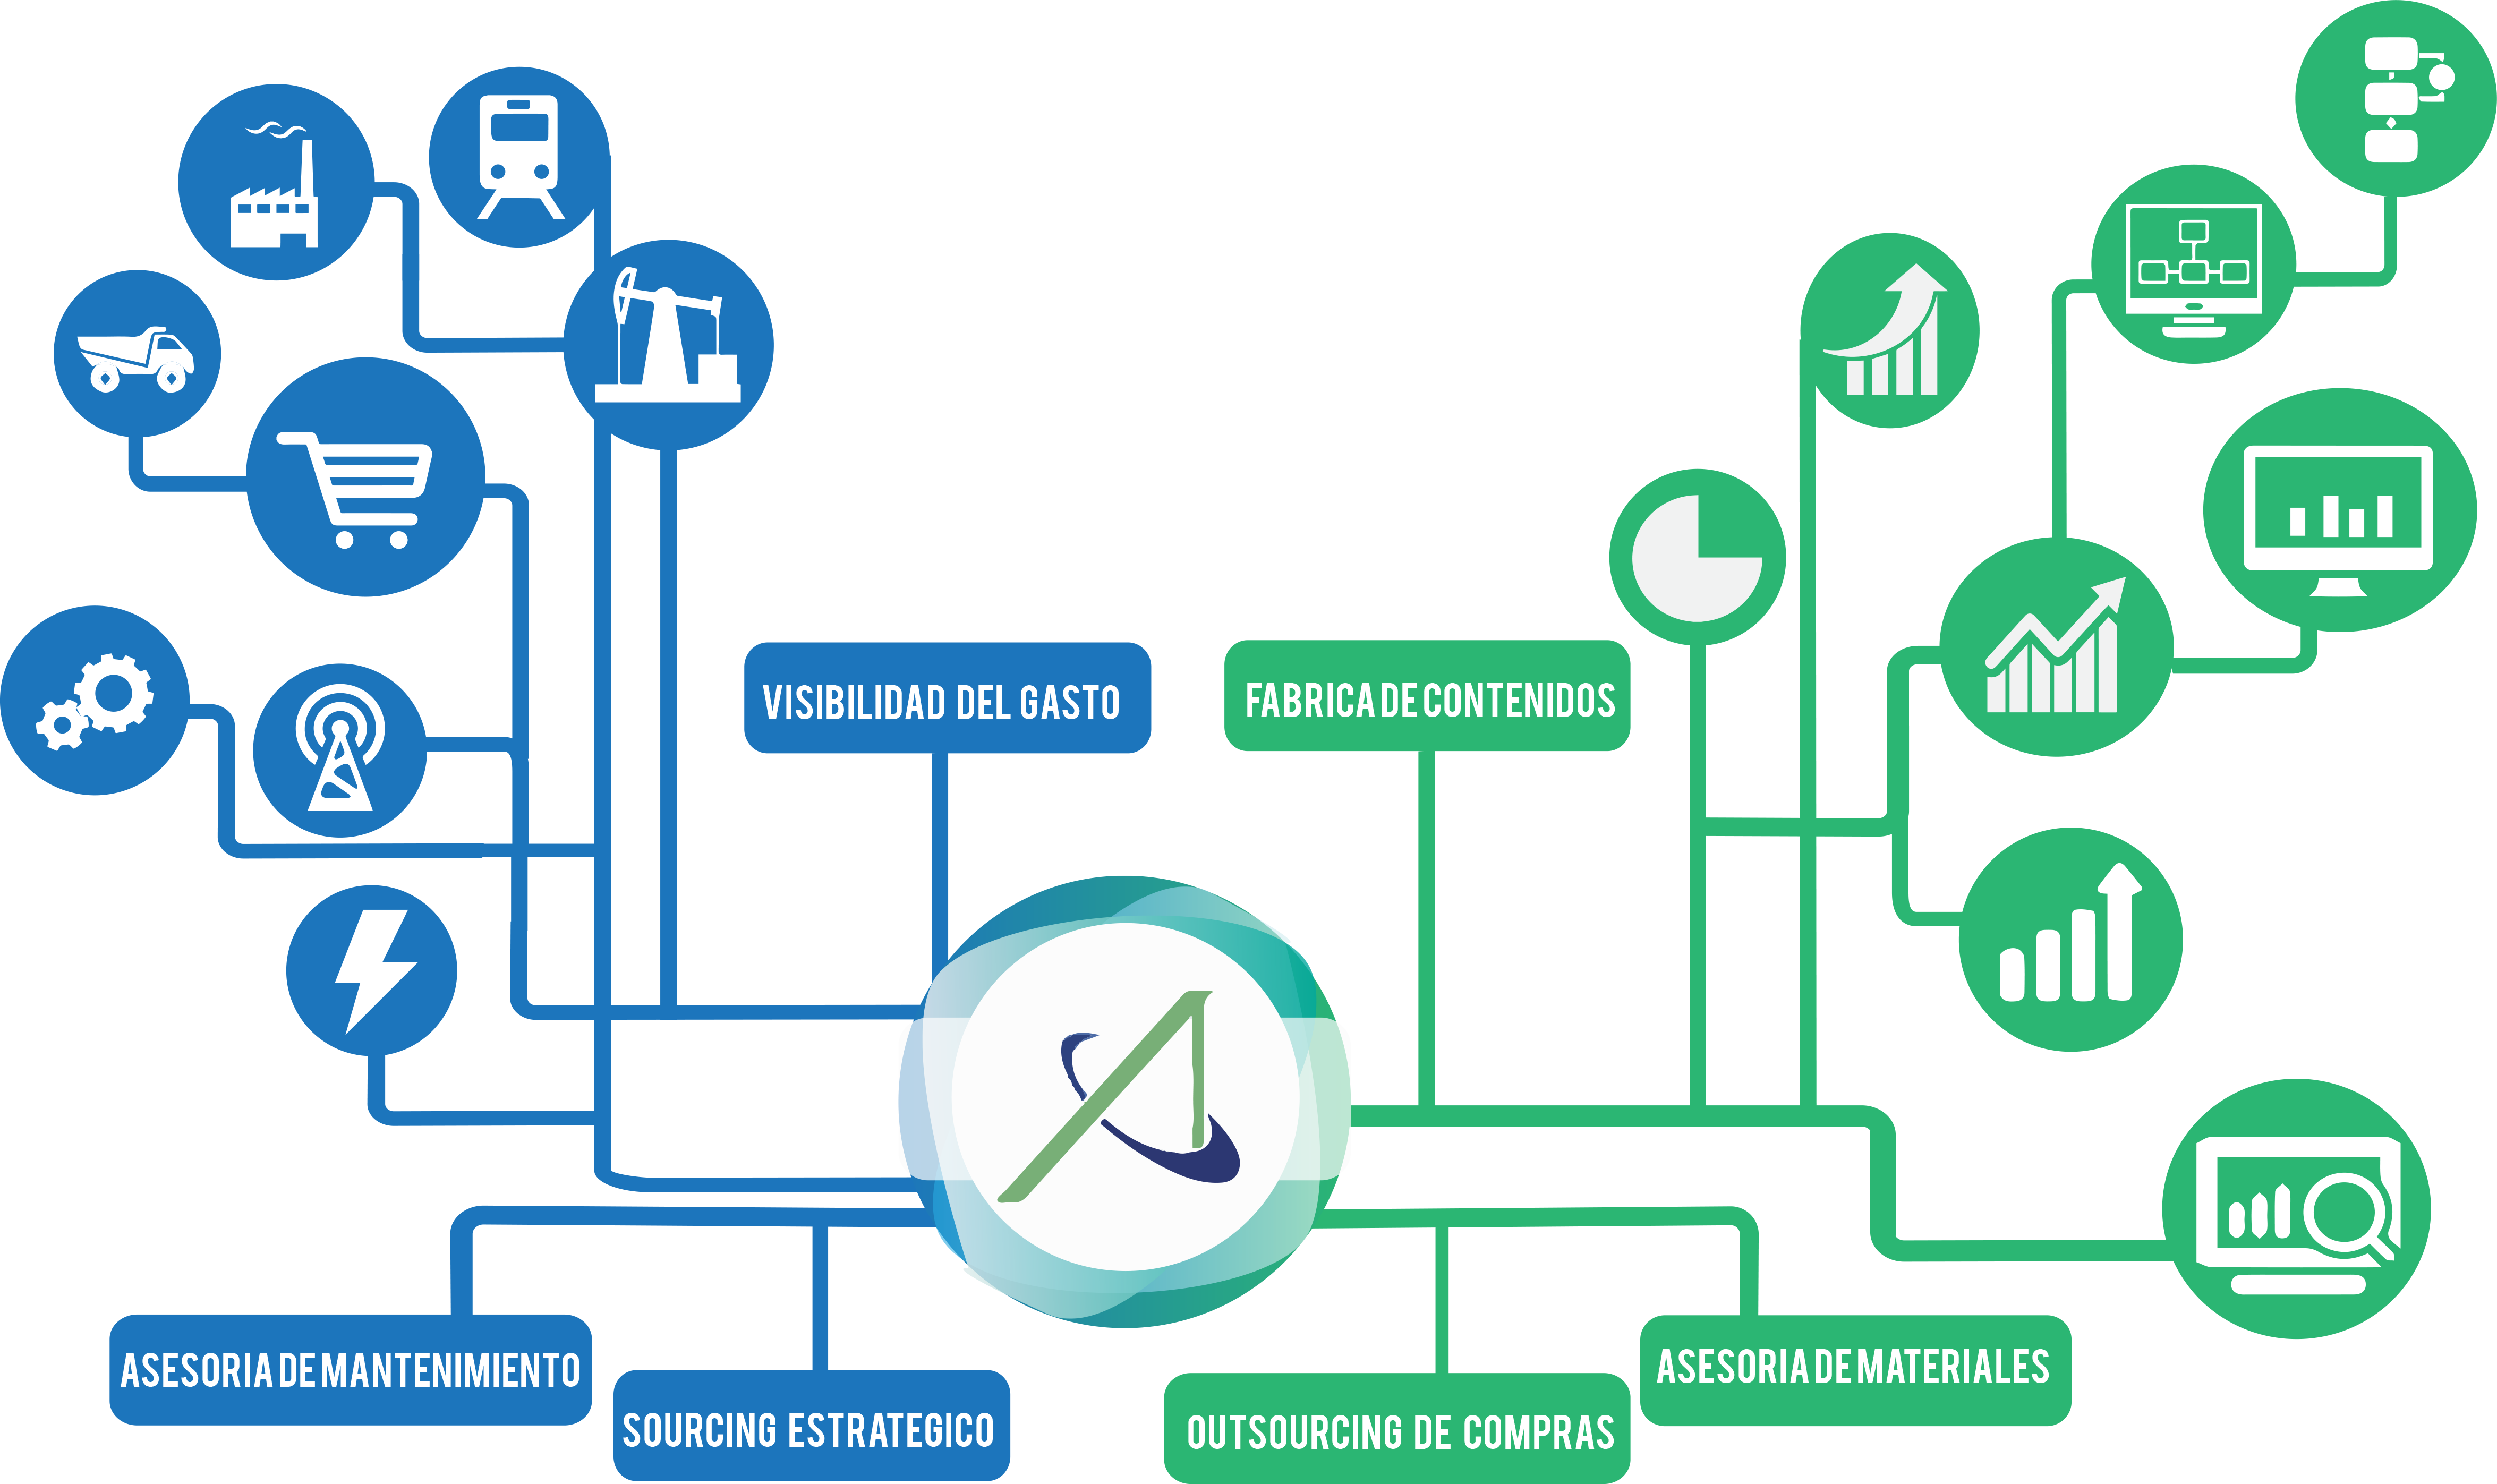 VISIBILIDAD DEL GASTO
FABRICA DE CONTENIDOS
ASESORIA DE MANTENIMIENTO
SOURCING ESTRATEGICO
OUTSOURCING DE COMPRAS
ASESORIA DE MATERIALES